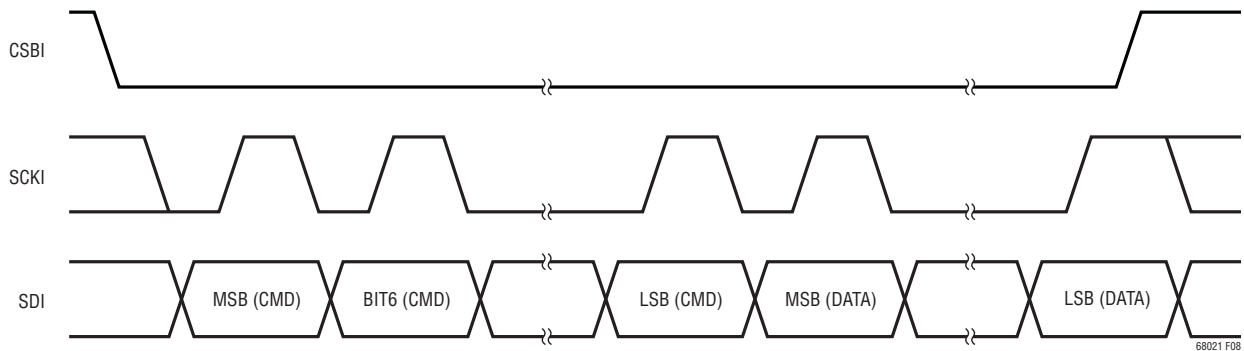 CSBI
SCKI
SDI
MSB (CMD)
BIT6 (CMD)
LSB (CMD)
MSB (DATA)
LSB (DATA)
68021 F08